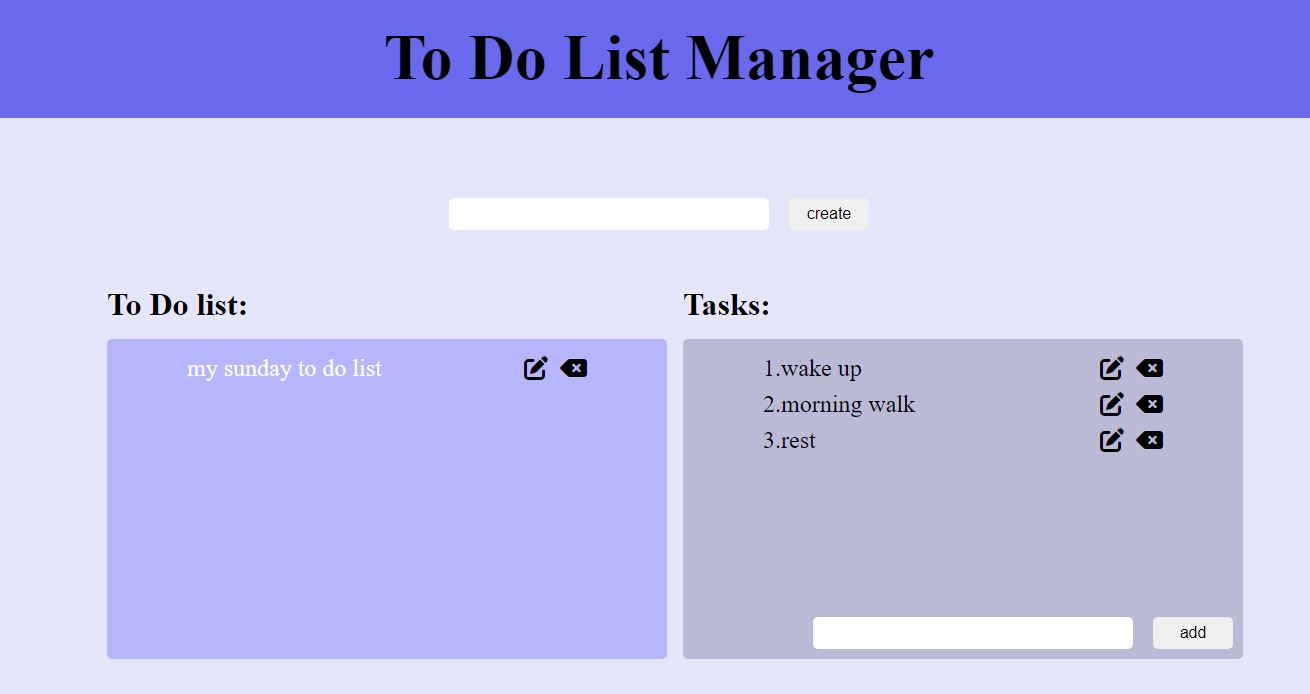 To Do List Manager
create
To Do list:
my sunday to do list
Tasks:
1.wake up
2.morning walk
3.rest
add